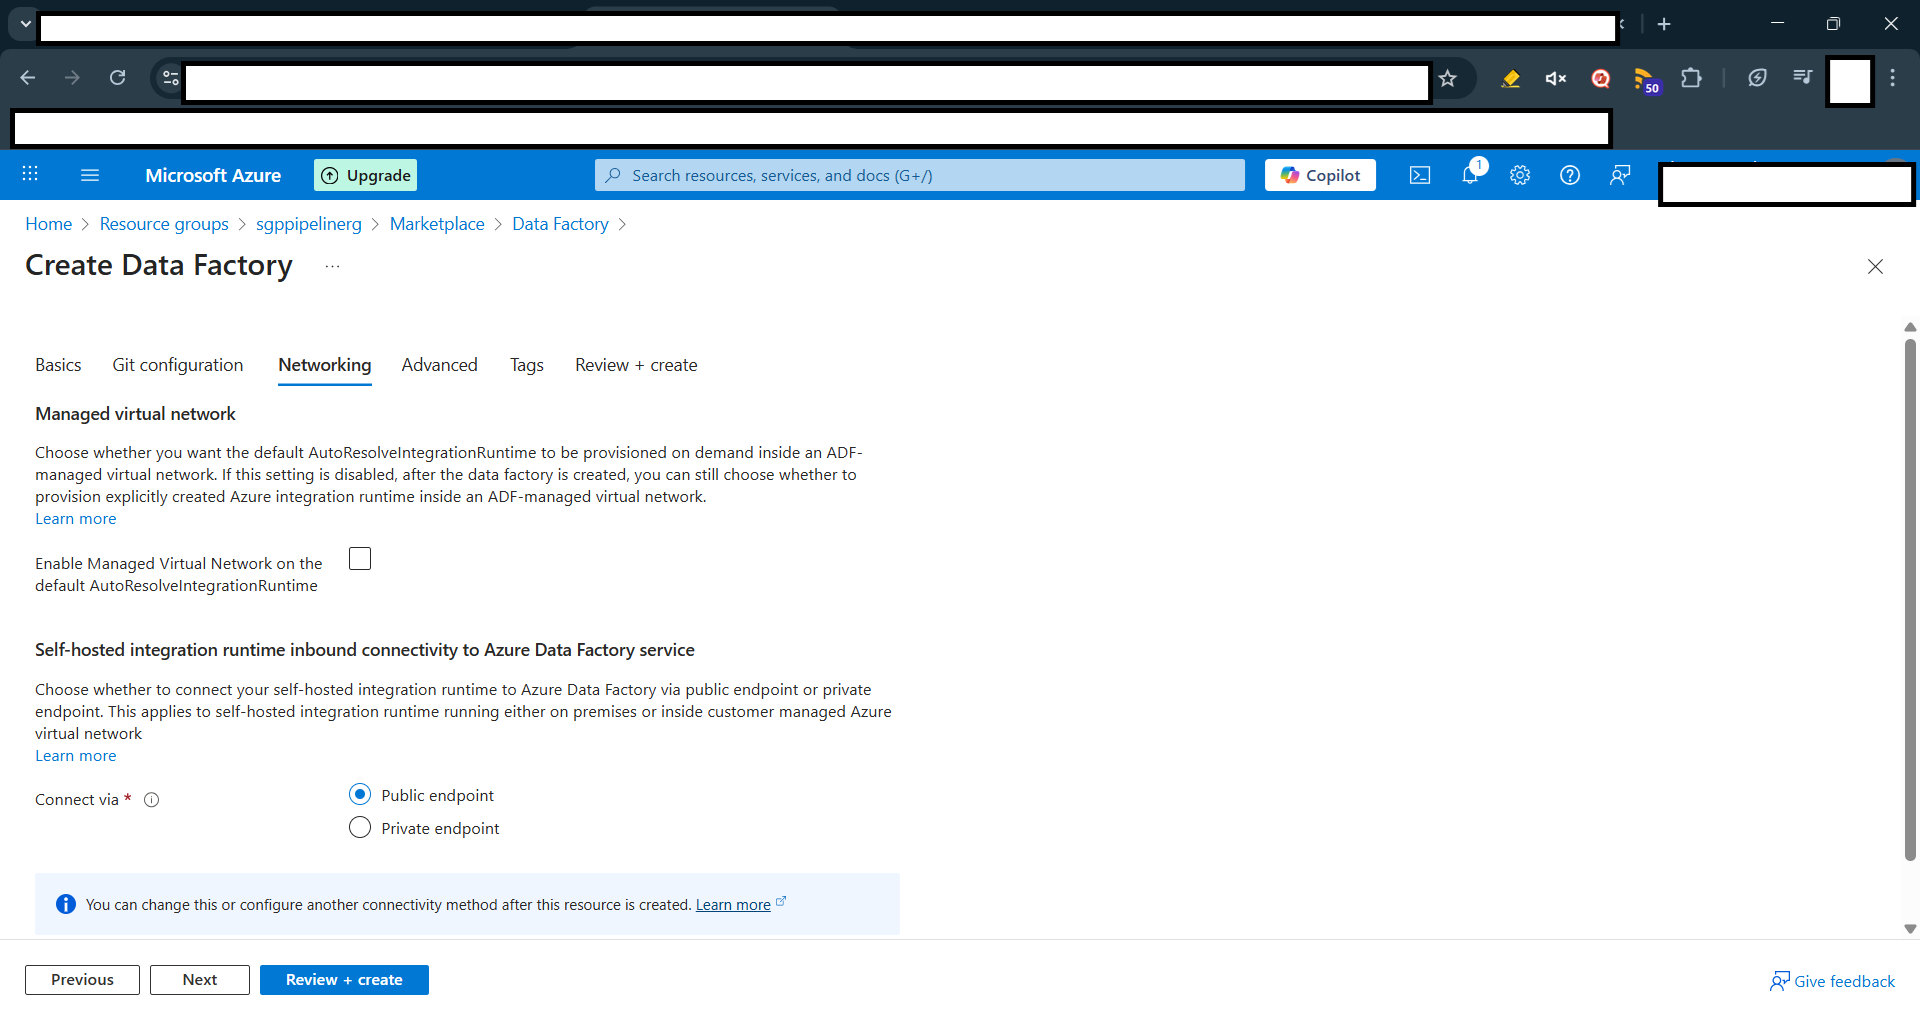 50
Microsoft Azure
Upgrade
Search resources, services, and docs (G+/)
Copilot
1
Home > Resource groups > sgppipelinerg > Marketplace > Data Factory >
Create Data Factory ...
Basics Git configuration Networking Advanced Tags Review + create
Managed virtual network
Choose whether you want the default AutoResolveIntegrationRuntime to be provisioned on demand inside an ADF-
managed virtual network. If this setting is disabled, after the data factory is created, you can still choose whether to
provision explicitly created Azure integration runtime inside an ADF-managed virtual network.
Learn more
Enable Managed Virtual Network on the
default AutoResolveIntegrationRuntime
Self-hosted integration runtime inbound connectivity to Azure Data Factory service
Choose whether to connect your self-hosted integration runtime to Azure Data Factory via public endpoint or private
endpoint. This applies to self-hosted integration runtime running either on premises or inside customer managed Azure
virtual network
Learn more
Connect via *
Public endpoint
Private endpoint
You can change this or configure another connectivity method after this resource is created. Learn more
Previous Next Review + create
Give feedback